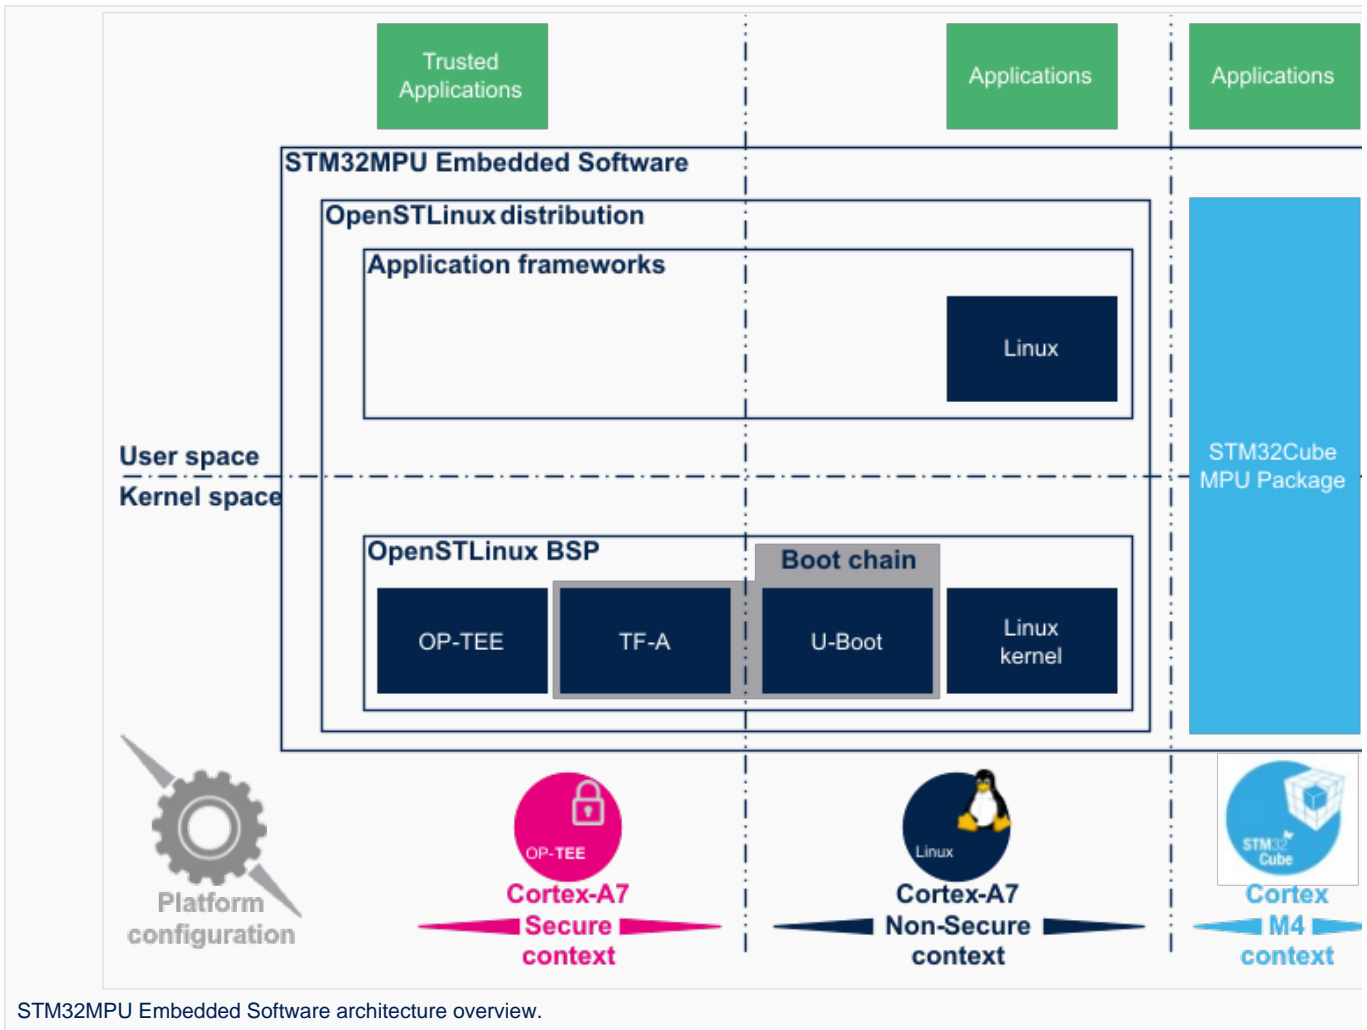 Trusted
Applications
Applications
Applications
STM32MPU Embedded Software
OpenSTLinux distribution
Application frameworks
Linux
User space
Kernel space
STM32Cube
MPU Package
OpenSTLinux BSP
Boot chain
OP-TEE
TF-A
U-Boot
Linux
kernel
Platform
configuration
OP-TEE
Cortex-A7
Secure
context
Linux
Cortex-A7
Non-Secure
context
STM32
Cube
Cortex
M4
context
STM32MPU Embedded Software architecture overview.